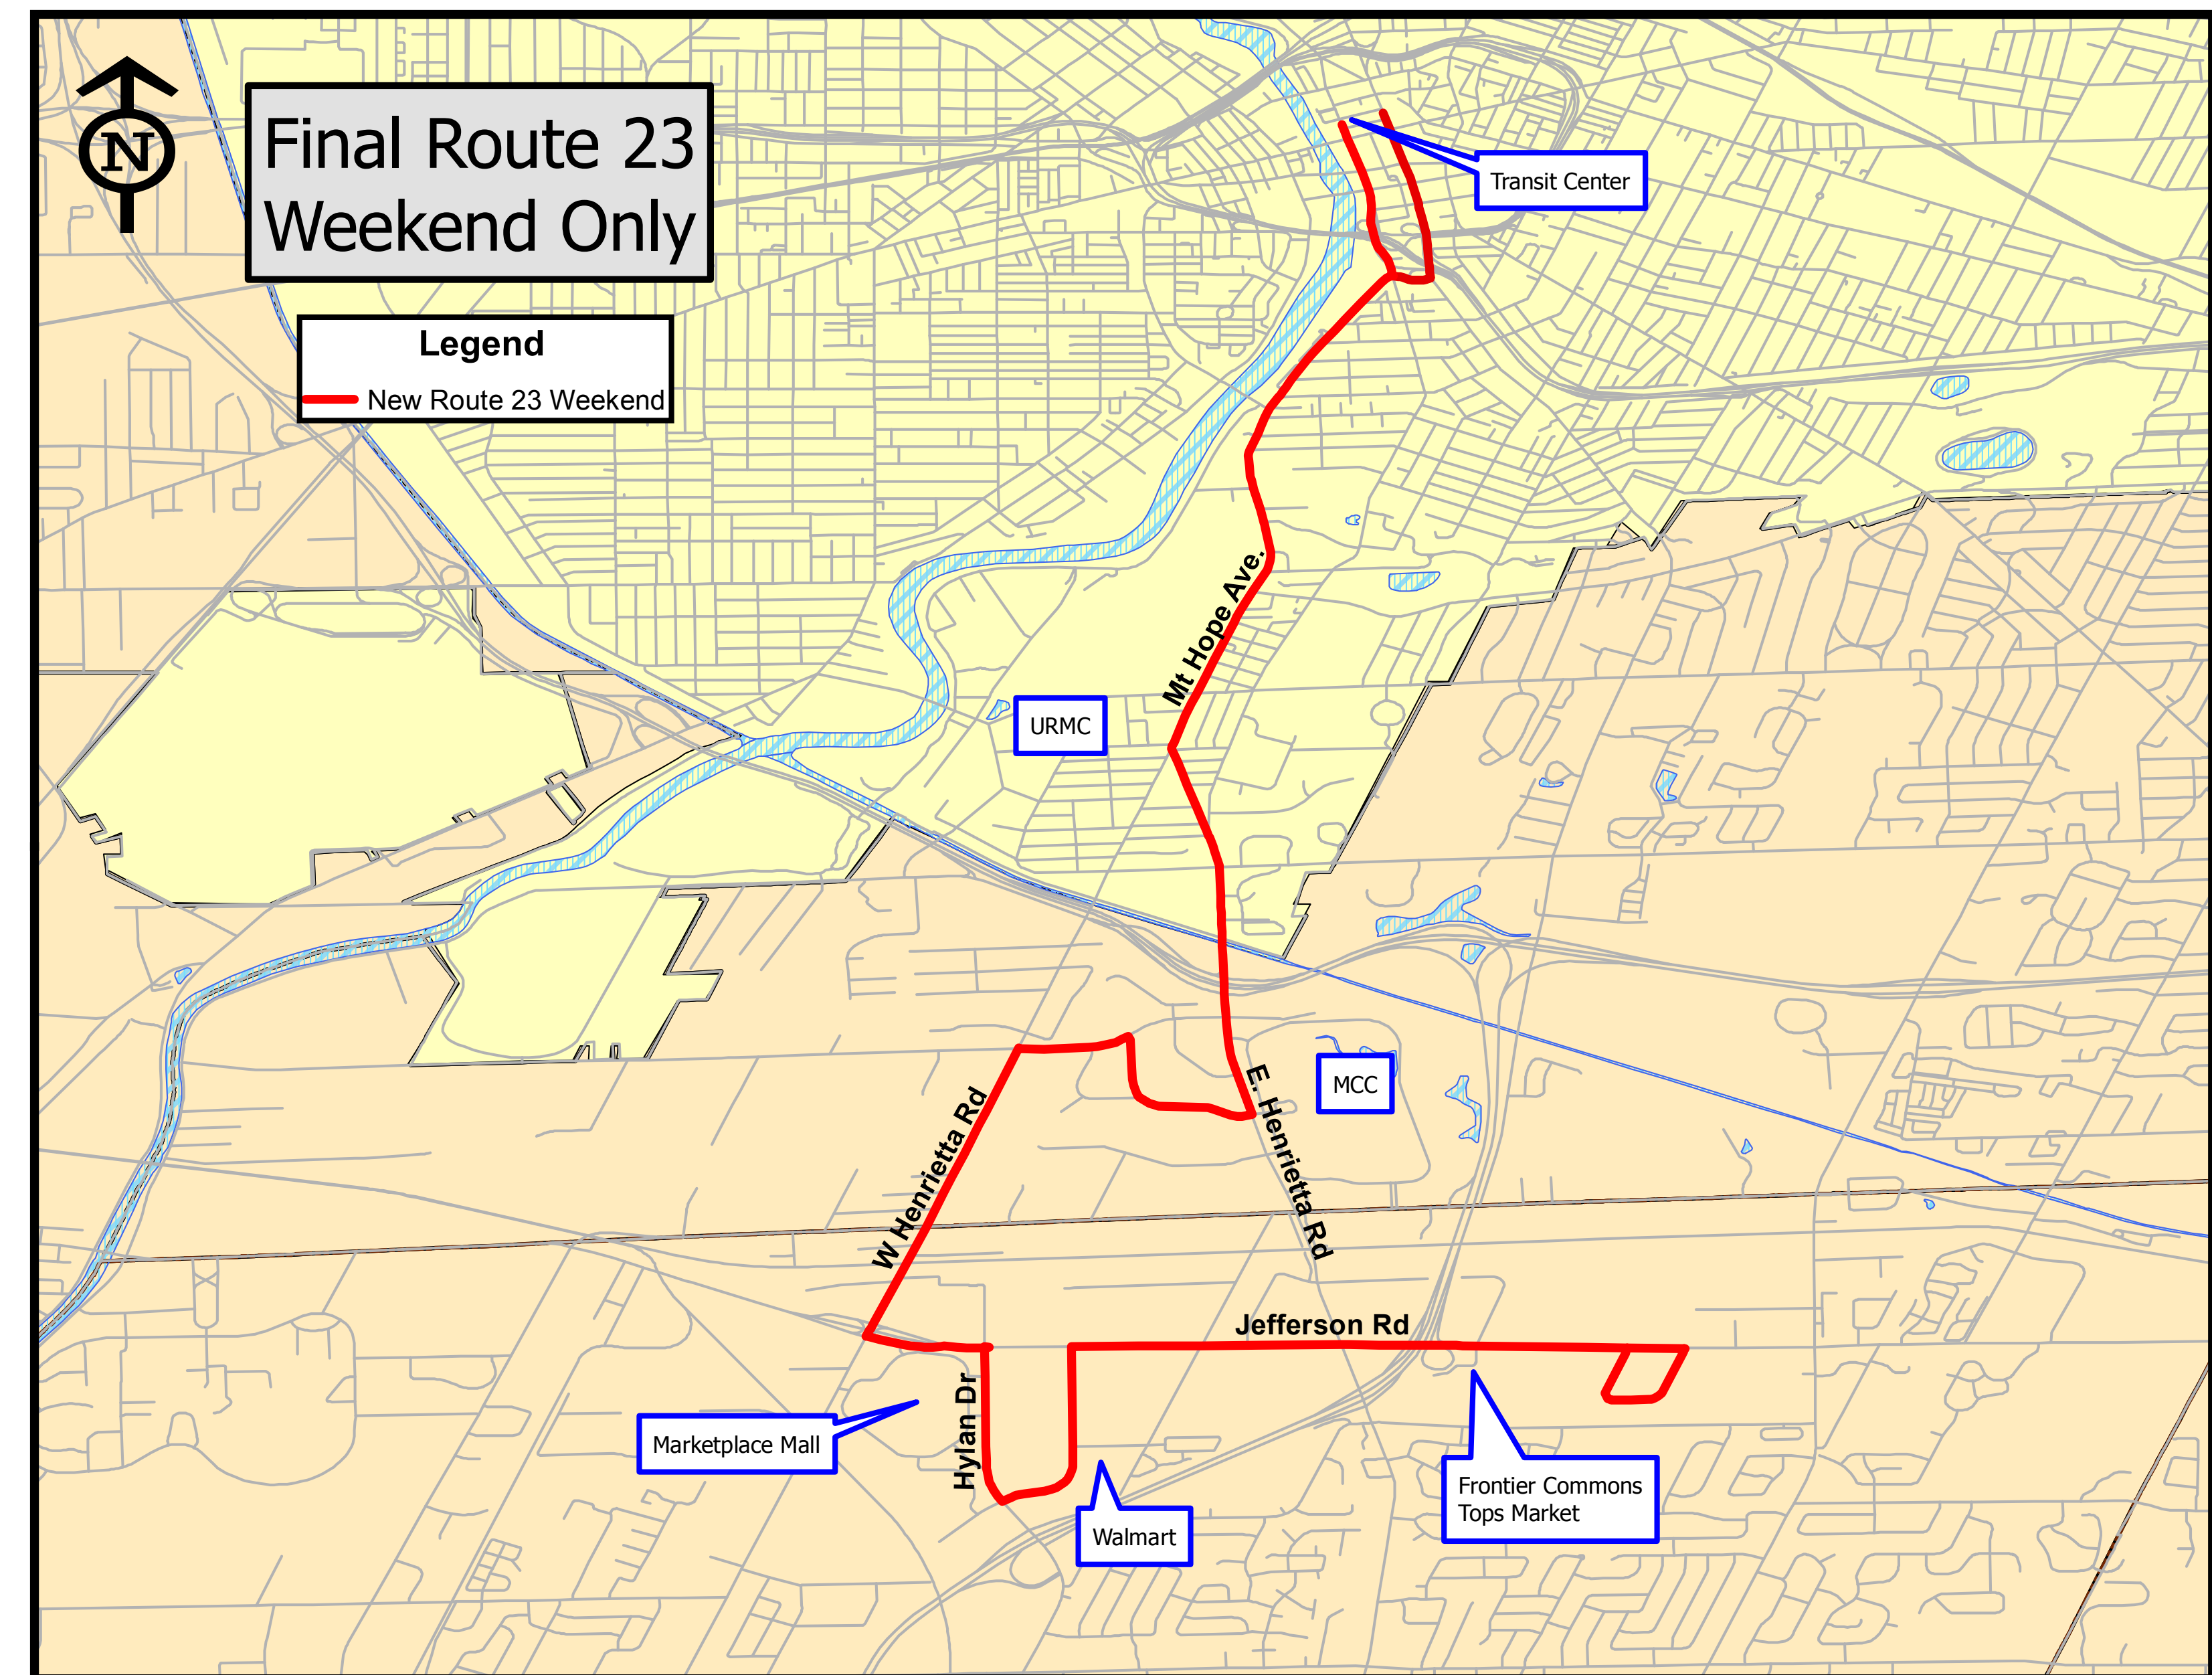 N
Final Route 23
Weekend Only
Transit Center
Legend
New Route 23 Weekend
Mt Hope Ave.
URMC
MCC
E. Henrietta Rd
W Henrietta Rd
Jefferson Rd
Hylan Dr
Marketplace Mall
Walmart
Frontier Commons
Tops Market